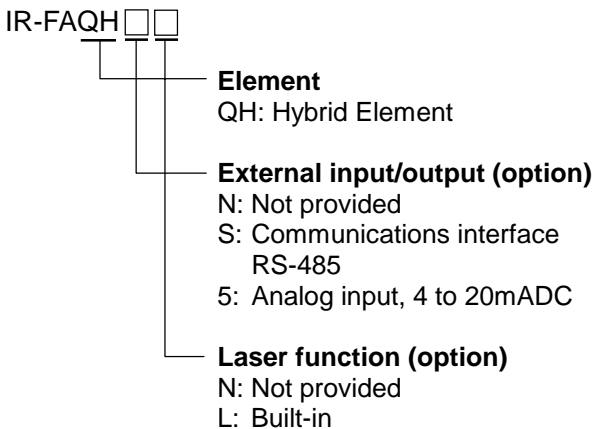 IR-FAQH□□
Element
QH: Hybrid Element
External input/output (option)
N: Not provided
S: Communications interface
RS-485
5: Analog input, 4 to 20mADC
Laser function (option)
N: Not provided
L: Built-in